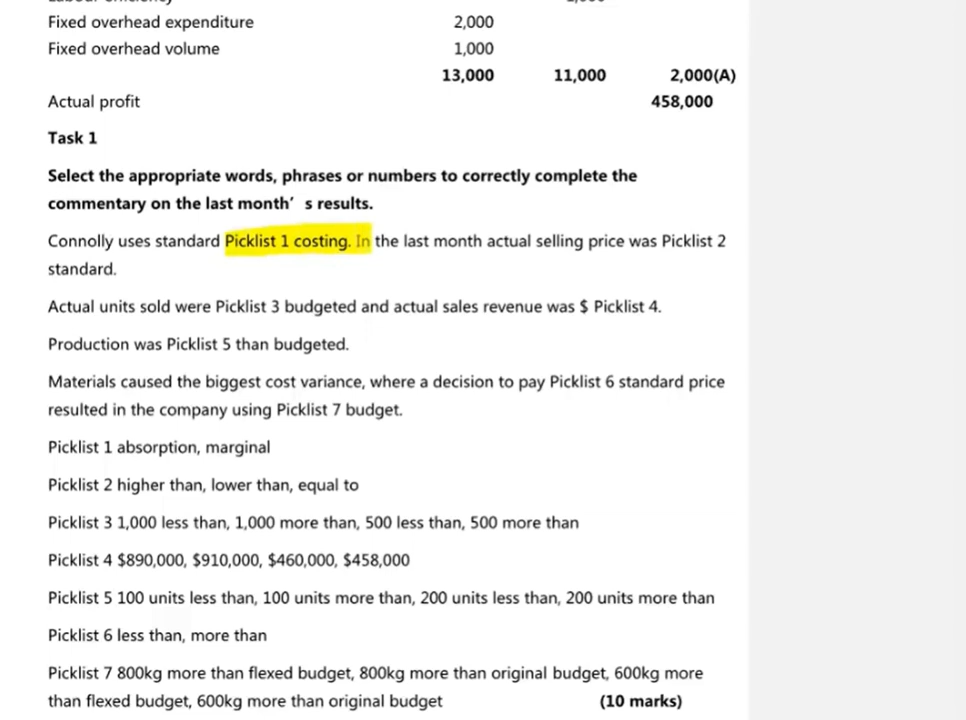 Fixed overhead expenditure 2,000
Fixed overhead volume 1,000
13,000 11,000 2,000(A)
Actual profit 458,000
Task 1
Select the appropriate words, phrases or numbers to correctly complete the
commentary on the last month' s results.
Connolly uses standard Picklist 1 costing. In the last month actual selling price was Picklist 2
standard.
Actual units sold were Picklist 3 budgeted and actual sales revenue was $ Picklist 4.
Production was Picklist 5 than budgeted.
Materials caused the biggest cost variance, where a decision to pay Picklist 6 standard price
resulted in the company using Picklist 7 budget.
Picklist 1 absorption, marginal
Picklist 2 higher than, lower than, equal to
Picklist 3 1,000 less than, 1,000 more than, 500 less than, 500 more than
Picklist 4 $890,000, $910,000, $460,000, $458,000
Picklist 5 100 units less than, 100 units more than, 200 units less than, 200 units more than
Picklist 6 less than, more than
Picklist 7 800kg more than flexed budget, 800kg more than original budget, 600kg more
than flexed budget, 600kg more than original budget (10 marks)